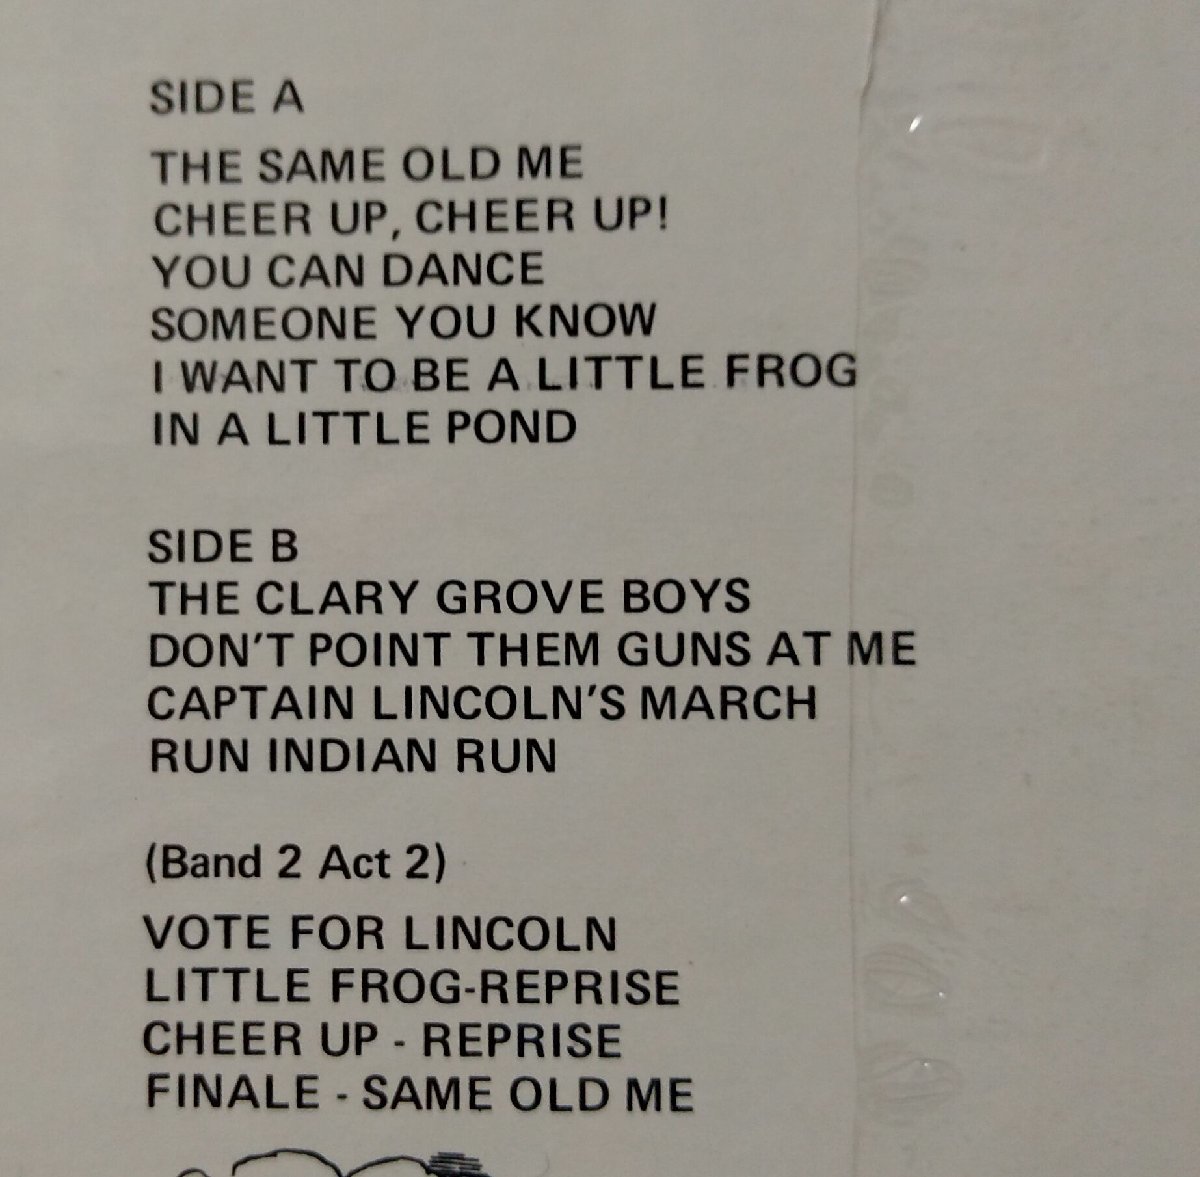 SIDE A
THE SAME OLD ME
CHEER UP, CHEER UP!
YOU CAN DANCE
SOMEONE YOU KNOW
I WANT TO BE A LITTLE FROG
IN A LITTLE POND
SIDE B
THE CLARY GROVE BOYS
DON'T POINT THEM GUNS AT ME
CAPTAIN LINCOLN'S MARCH
RUN INDIAN RUN
(Band 2 Act 2)
VOTE FOR LINCOLN
LITTLE FROG-REPRISE
CHEER UP - REPRISE
FINALE - SAME OLD ME